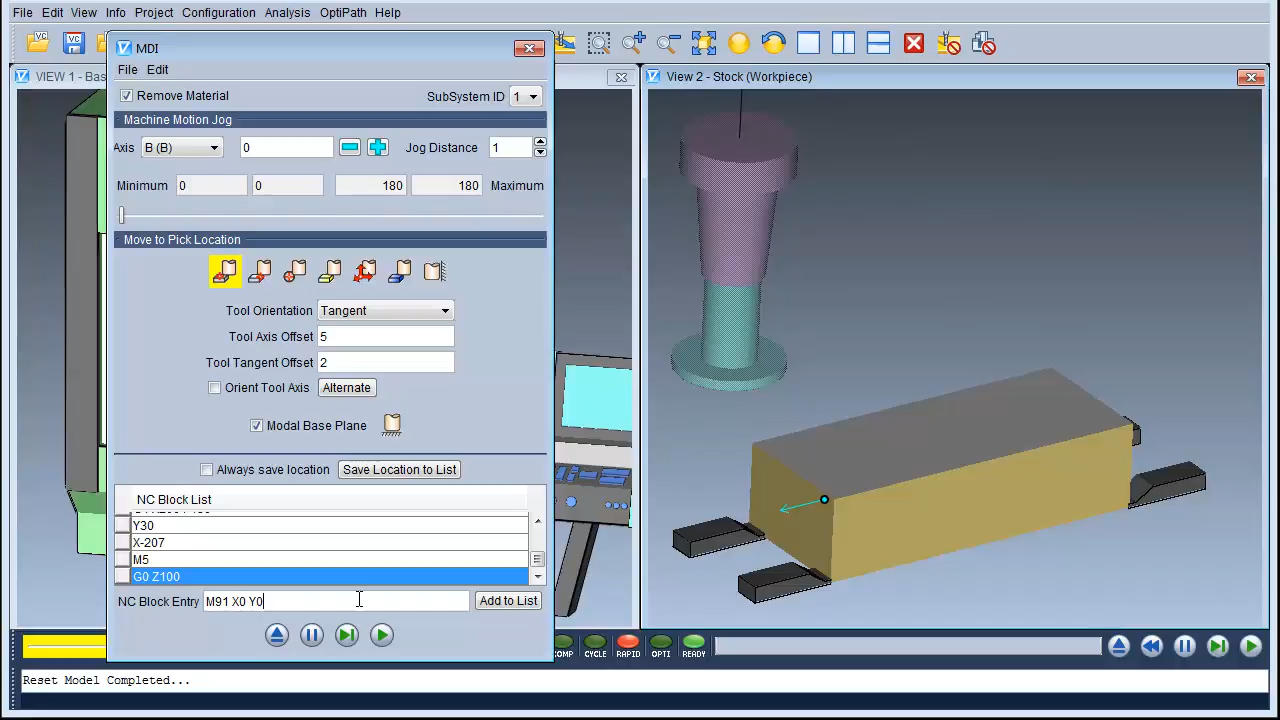 File Edit View Info Project Configuration Analysis OptiPath Help
VIEW 1 - Bas
MDI
File Edit
Remove Material SubSystem ID 1
Machine Motion Jog
Axis B (B) 0 Jog Distance 1
Minimum 0 0 180 180 Maximum
Move to Pick Location
Tool Orientation Tangent
Tool Axis Offset 5
Tool Tangent Offset 2
Orient Tool Axis Alternate
Modal Base Plane
Always save location Save Location to List
NC Block List
Y30
X-207
M5
G0 Z100
NC Block Entry M91 X0 Y0 Add to List
View 2 - Stock (Workpiece)
COMP CYCLE RAPID OPTI READY
Reset Model Completed...